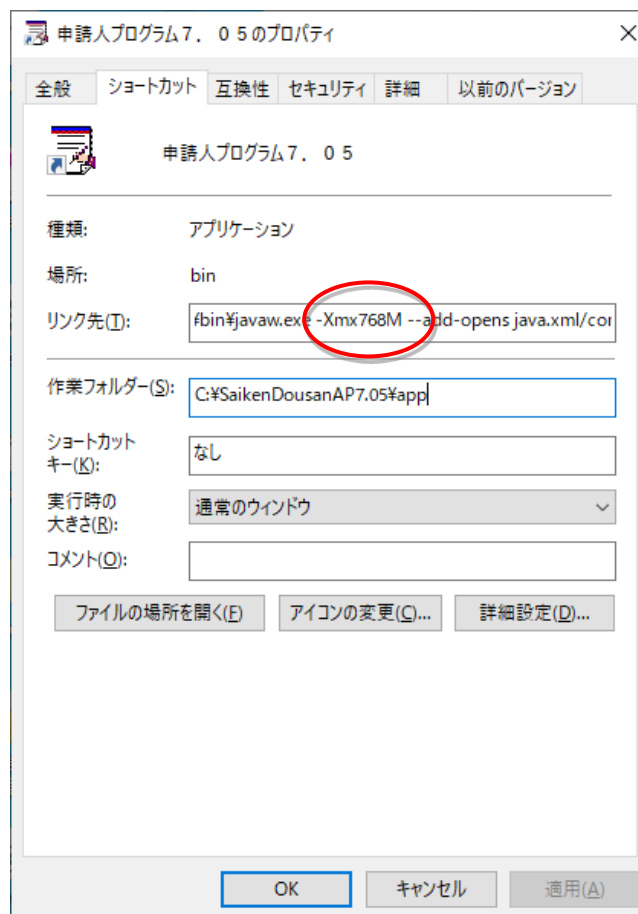 申請人プログラム7．05のプロパティ
全般 ショートカット 互換性 セキュリティ 詳細 以前のバージョン
申請人プログラム7．05
種類: アプリケーション
場所: bin
リンク先(T): ¥bin¥javaw.exe -Xmx768M --add-opens java.xml/cor
作業フォルダー(S): C:¥SaikenDousanAP7.05¥app
ショートカット
キー(K): なし
実行時の
大きさ(R): 通常のウィンドウ
コメント(O):
ファイルの場所を開く(F) アイコンの変更(C)... 詳細設定(D)...
OK キャンセル 適用(A)